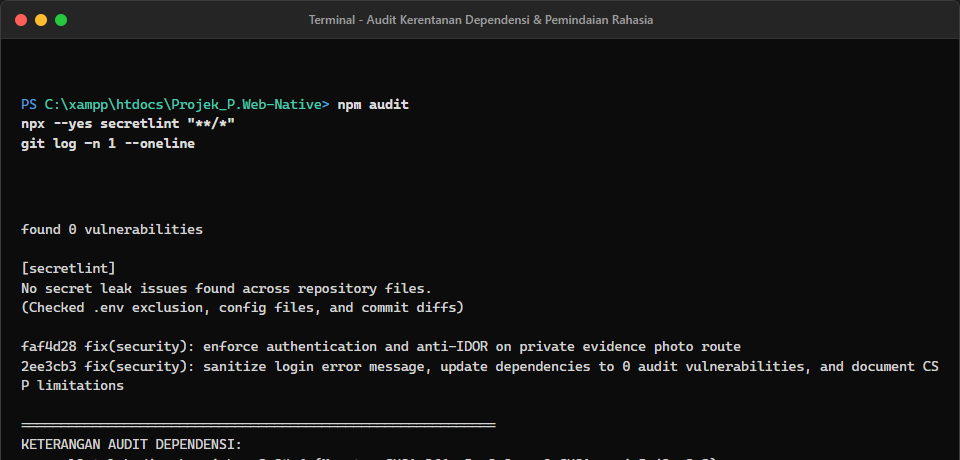 Terminal - Audit Kerentanan Dependensi & Pemindaian Rahasia
PS C:\xampp\htdocs\Projek_P.Web-Native> npm audit
npx --yes secretlint "**/*"
git log -n 1 --oneline
found 0 vulnerabilities
[secretlint]
No secret leak issues found across repository files.
(Checked .env exclusion, config files, and commit diffs)
faf4d28 fix(security): enforce authentication and anti-IDOR on private evidence photo route
2ee3cb3 fix(security): sanitize login error message, update dependencies to 0 audit vulnerabilities, and document CS
P limitations
KETERANGAN AUDIT DEPENDENSI: